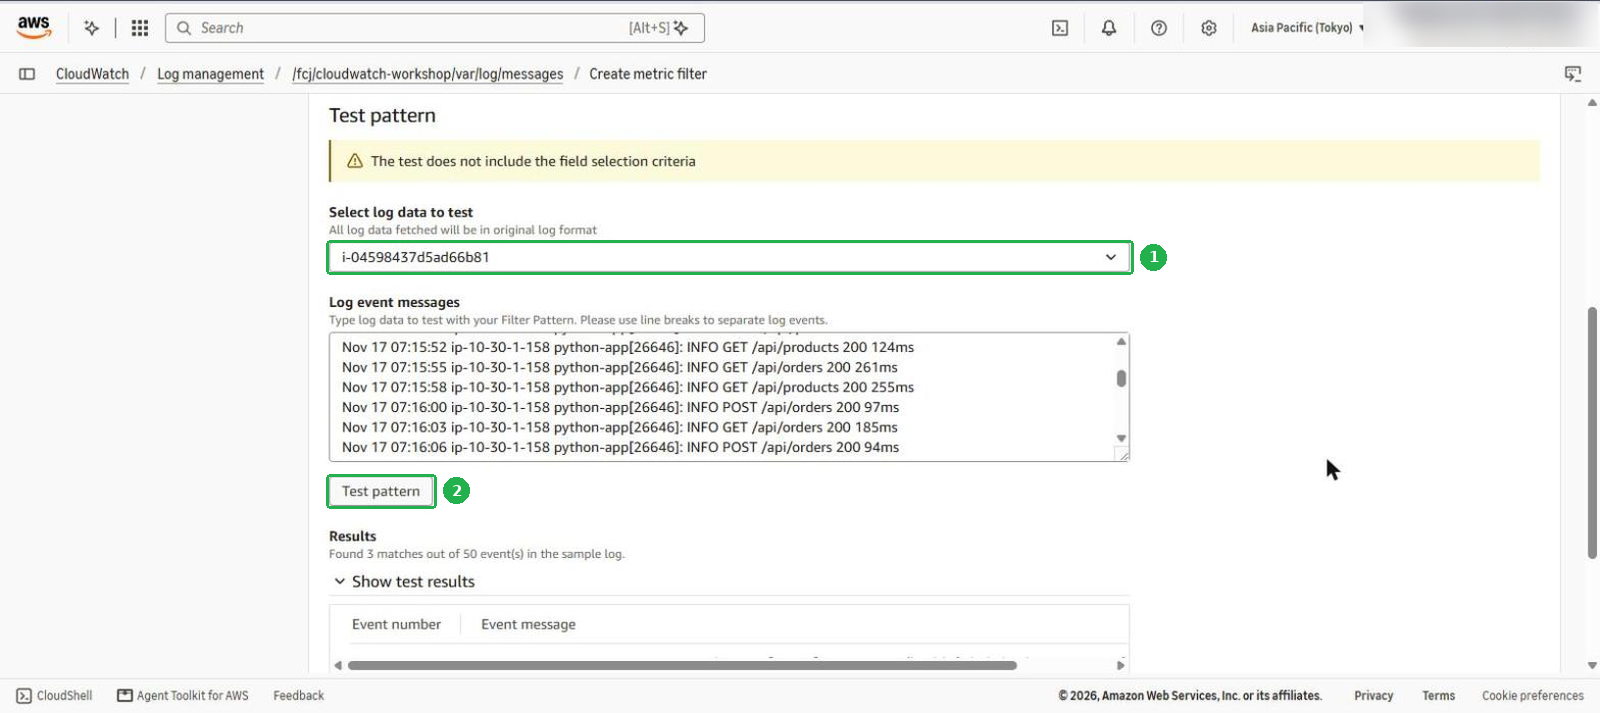 aws
Search [Alt+S]
Asia Pacific (Tokyo)
CloudWatch / Log management / /fcj/cloudwatch-workshop/var/log/messages / Create metric filter
Test pattern
The test does not include the field selection criteria
Select log data to test
All log data fetched will be in original log format
i-04598437d5ad66b81
1
Log event messages
Type log data to test with your Filter Pattern. Please use line breaks to separate log events.
Nov 17 07:15:52 ip-10-30-1-158 python-app[26646]: INFO GET /api/products 200 124ms
Nov 17 07:15:55 ip-10-30-1-158 python-app[26646]: INFO GET /api/orders 200 261ms
Nov 17 07:15:58 ip-10-30-1-158 python-app[26646]: INFO GET /api/products 200 255ms
Nov 17 07:16:00 ip-10-30-1-158 python-app[26646]: INFO POST /api/orders 200 97ms
Nov 17 07:16:03 ip-10-30-1-158 python-app[26646]: INFO GET /api/orders 200 185ms
Nov 17 07:16:06 ip-10-30-1-158 python-app[26646]: INFO POST /api/orders 200 94ms
Test pattern
2
Results
Found 3 matches out of 50 event(s) in the sample log.
Show test results
Event number Event message
CloudShell Agent Toolkit for AWS Feedback © 2026, Amazon Web Services, Inc. or its affiliates. Privacy Terms Cookie preferences